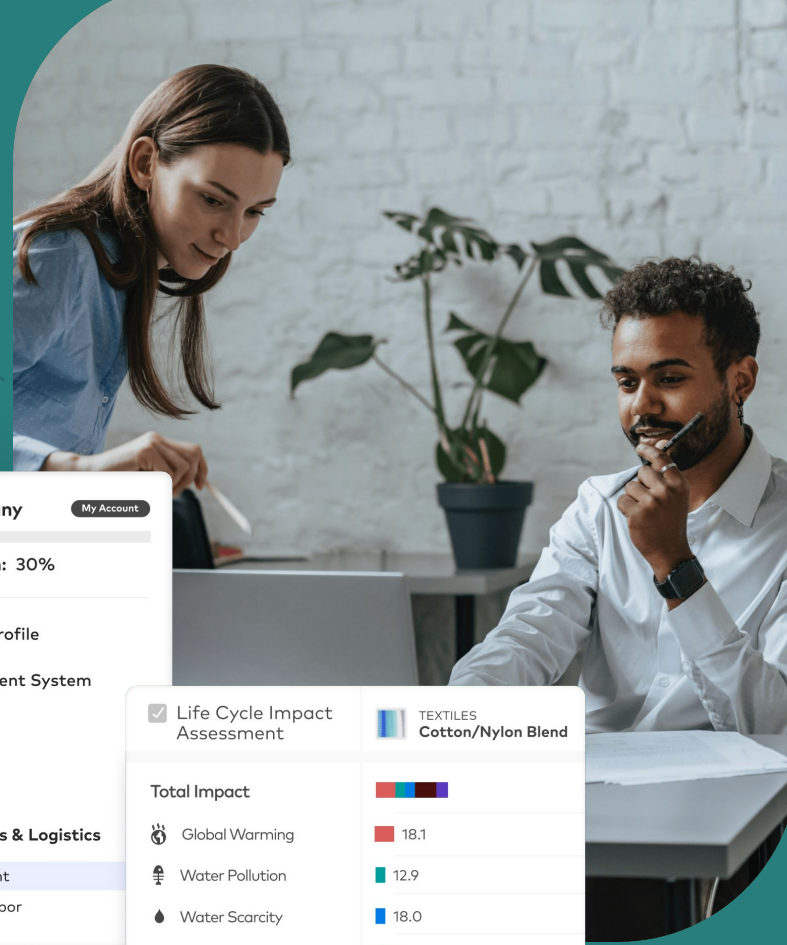 ny
My Account
: 30%
rofile
ent System
s & Logistics
nt
oor
Life Cycle Impact
Assessment
TEXTILES
Cotton/Nylon Blend
Total Impact
Global Warming
18.1
Water Pollution
12.9
Water Scarcity
18.0